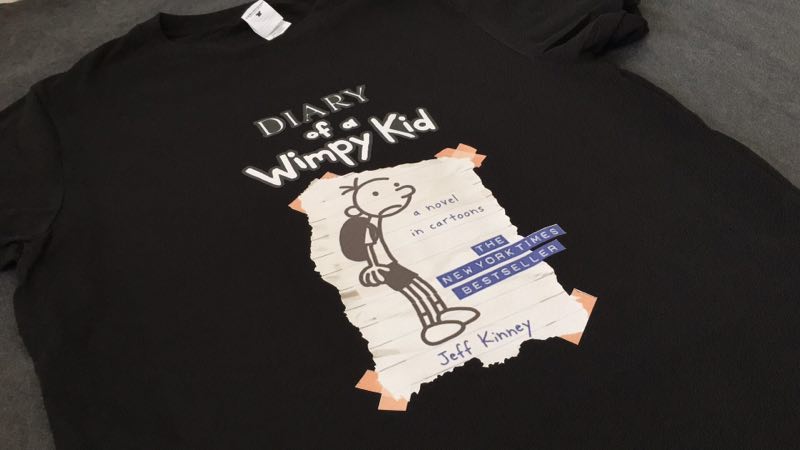 DIARY
of a
Wimpy Kid
a novel
in cartoons
THE
NEW YORK TIMES
BESTSELLER
Jeff Kinney